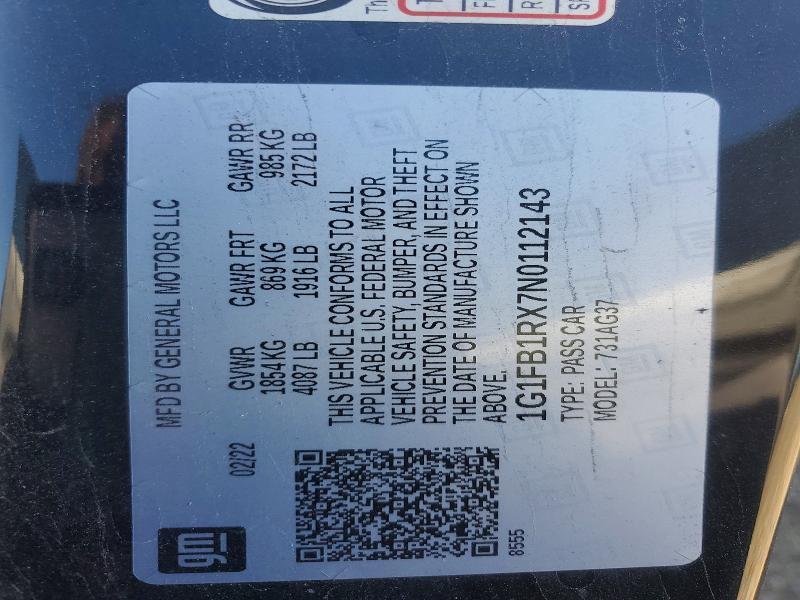 gm
MFD BY GENERAL MOTORS LLC
02/22 GVWR GAWR FRT GAWR RR
1854 KG 869 KG 985 KG
4087 LB 1916 LB 2172 LB
THIS VEHICLE CONFORMS TO ALL
APPLICABLE U.S. FEDERAL MOTOR
VEHICLE SAFETY, BUMPER, AND THEFT
PREVENTION STANDARDS IN EFFECT ON
THE DATE OF MANUFACTURE SHOWN
ABOVE.
8555
1G1FB1RX7N0112143
TYPE: PASS CAR
MODEL: 731AG37